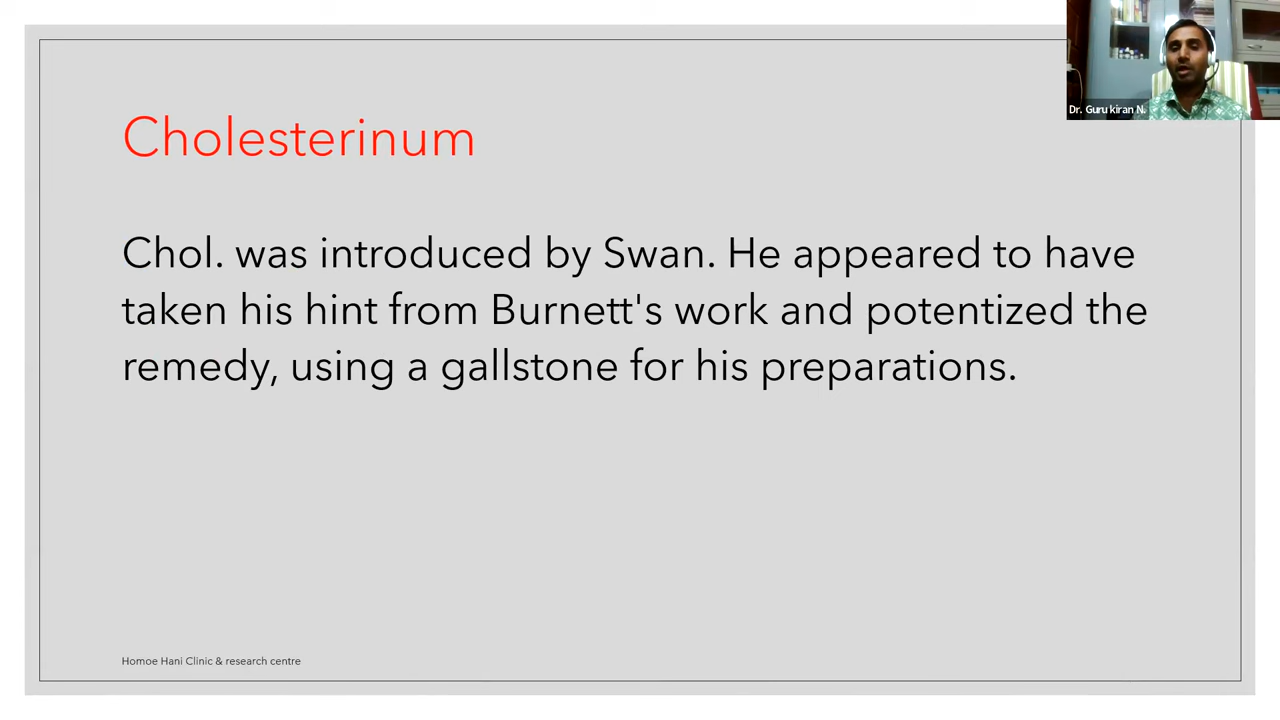 Dr. Guru kiran N.
Cholesterinum
Chol. was introduced by Swan. He appeared to have
taken his hint from Burnett's work and potentized the
remedy, using a gallstone for his preparations.
Homoe Hani Clinic & research centre